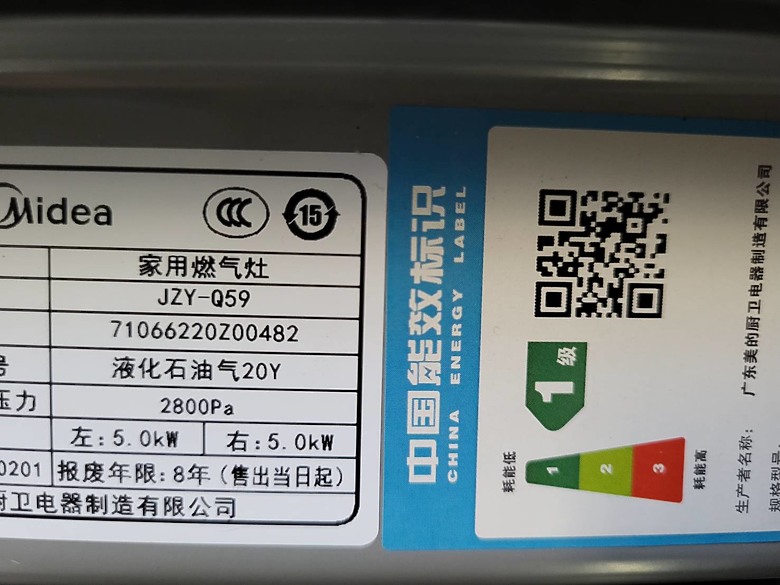 Midea
CCC
15
家用燃气灶
JZY-Q59
71066220Z00482
液化石油气20Y
压力 2800Pa
左:5.0kW 右:5.0kW
0201 报废年限:8年(售出当日起)
厨卫电器制造有限公司
中国能效标识
CHINA ENERGY LABEL
1级
耗能低
1
2
3
耗能高
生产者名称: 广东美的厨卫电器制造有限公司
规格型号: